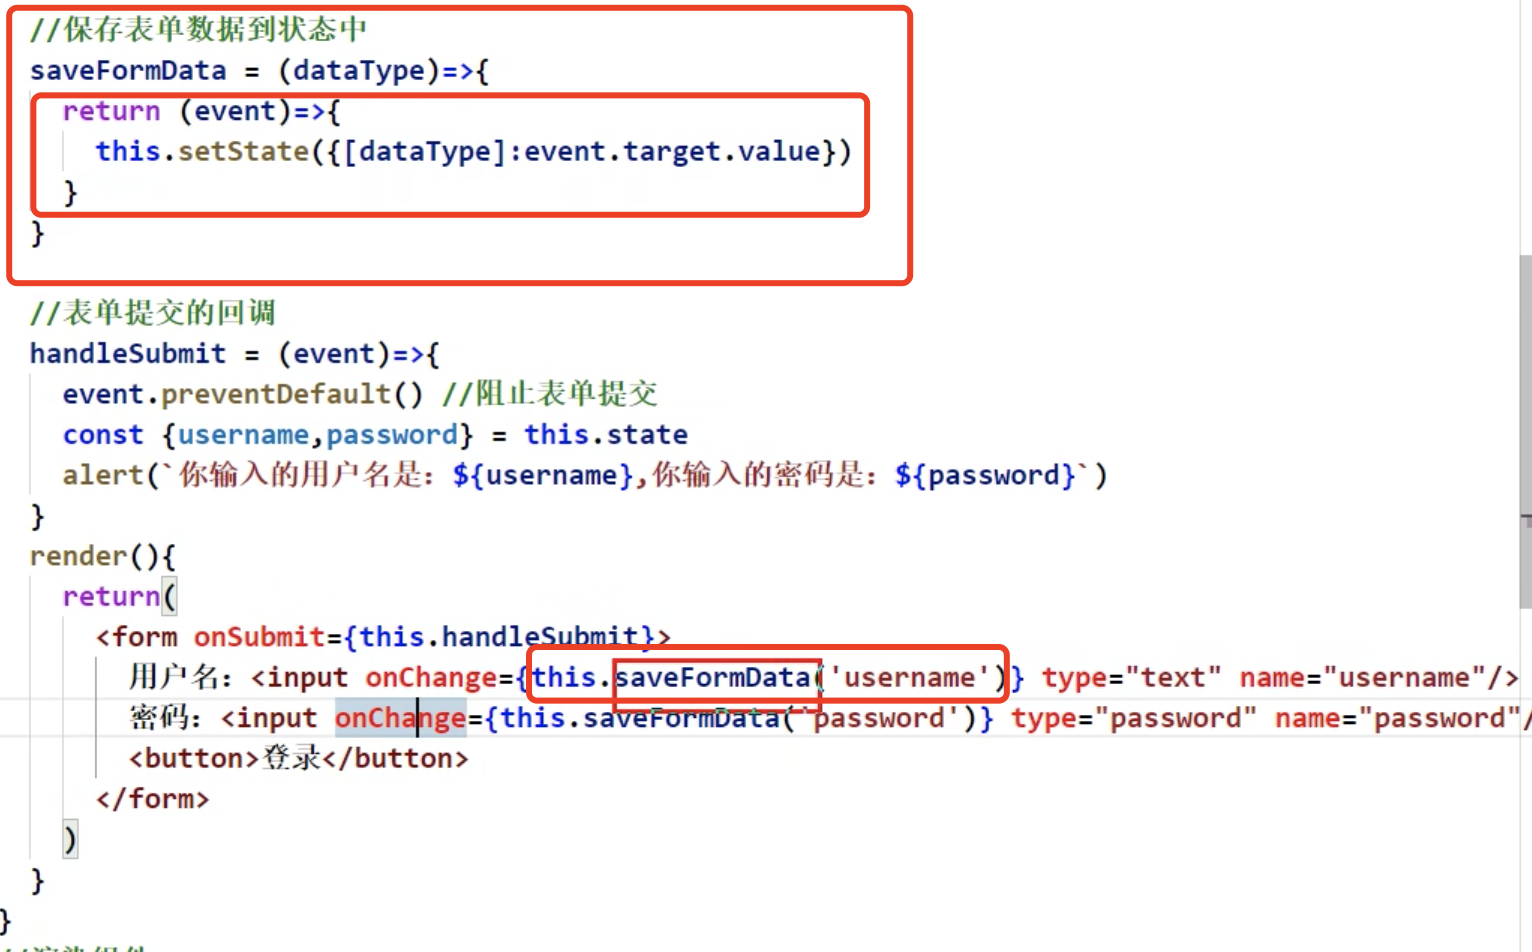 //保存表单数据到状态中
saveFormData = (dataType)=>{
return (event)=>{
this.setState({[dataType]:event.target.value})
}
}
//表单提交的回调
handleSubmit = (event)=>{
event.preventDefault() //阻止表单提交
const {username,password} = this.state
alert(`你输入的用户名是：${username},你输入的密码是：${password}`)
}
render(){
return(
<form onSubmit={this.handleSubmit}>
用户名：<input onChange={this.saveFormData('username')} type="text" name="username"/>
密码：<input onChange={this.saveFormData('password')} type="password" name="password"/
<button>登录</button>
</form>
)
}
}